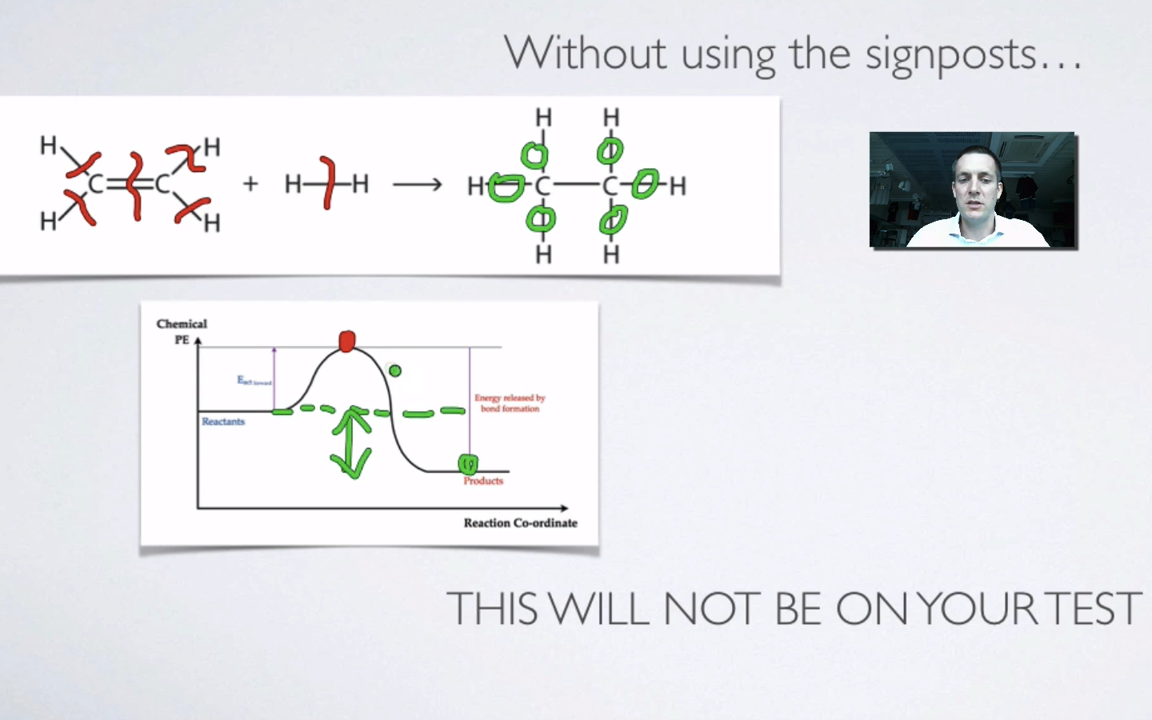 Without using the signposts…
H H
H H
C C + H H → H C C H
H H
H H
Chemical
PE
E
Energy released by
bond formation
Reactants
Products
Reaction Co-ordinate
THIS WILL NOT BE ON YOUR TEST